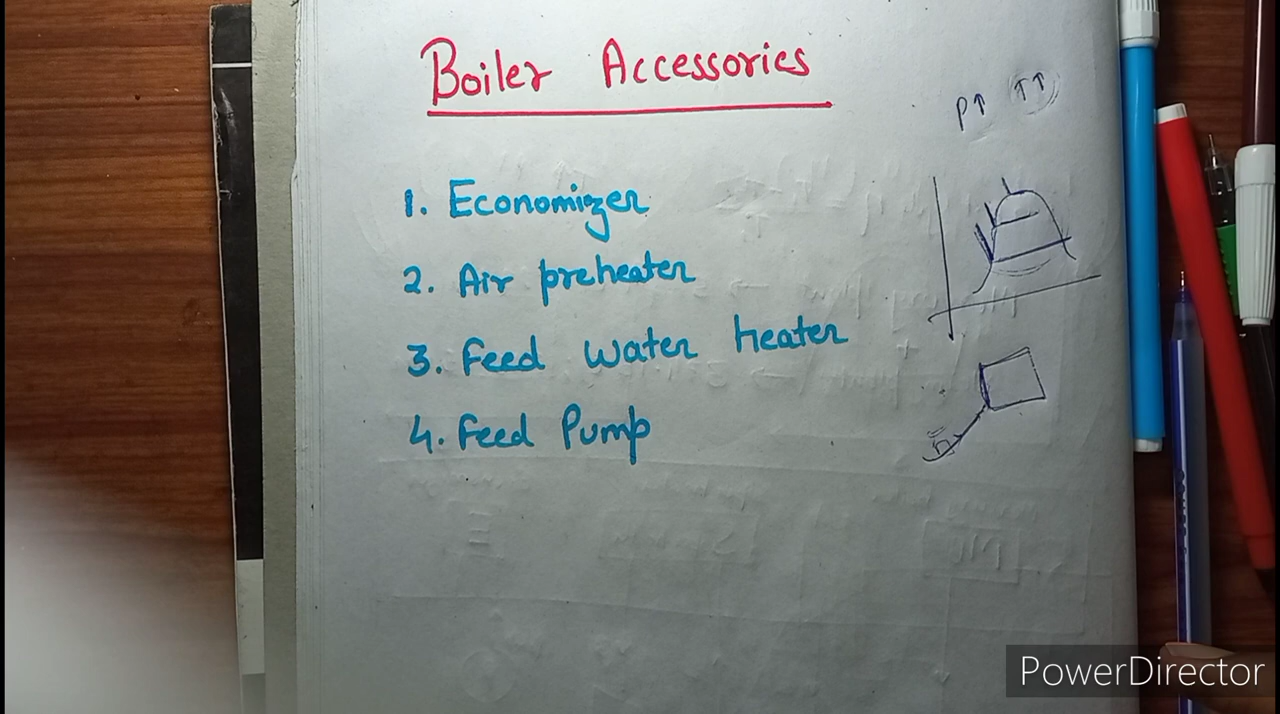 Boiler Accessories
P↑ T↑
1. Economizer
2. Air preheater
3. Feed water heater
4. Feed Pump
PowerDirector